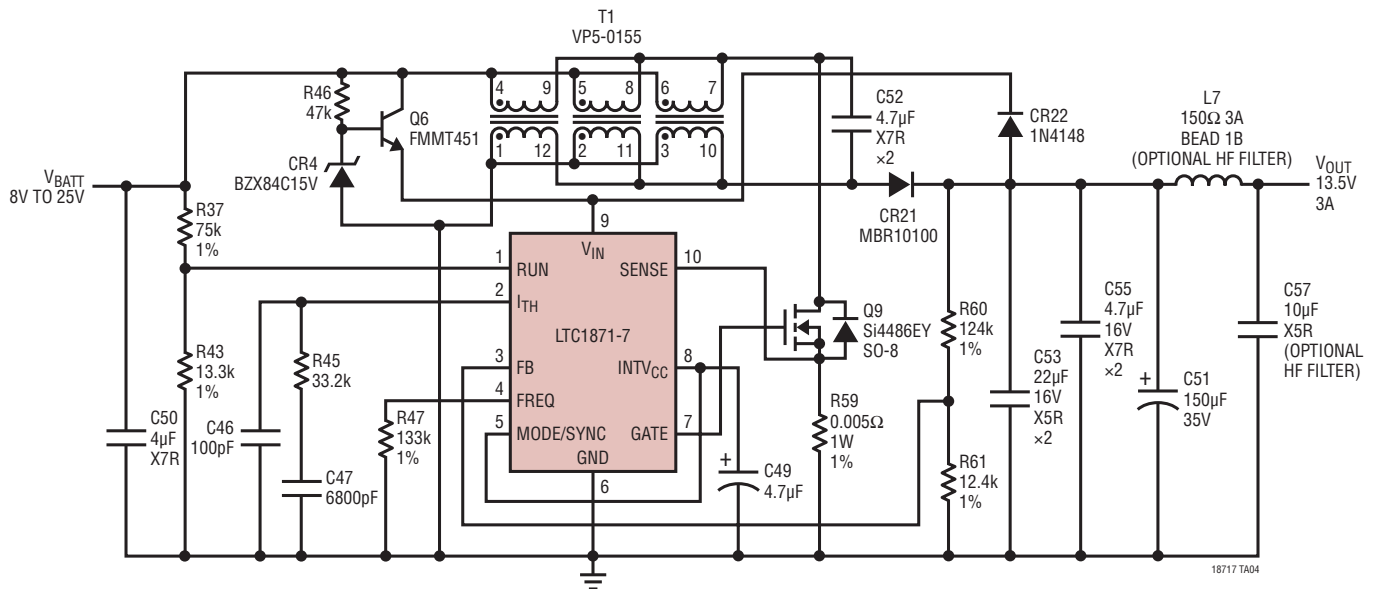 T1
VP5-0155
4
9
5
8
6
7
1
12
2
11
3
10
R46
47k
Q6
FMMT451
CR4
BZX84C15V
C52
4.7µF
X7R
×2
CR22
1N4148
L7
150Ω 3A
BEAD 1B
(OPTIONAL HF FILTER)
VBATT
8V TO 25V
VOUT
13.5V
3A
CR21
MBR10100
R37
75k
1%
9
VIN
1
RUN
SENSE
10
2
ITH
LTC1871-7
3
FB
INTVCC
8
4
FREQ
5
MODE/SYNC
GATE
7
GND
6
Q9
Si4486EY
SO-8
R60
124k
1%
C55
4.7µF
16V
X7R
×2
C57
10µF
X5R
(OPTIONAL
HF FILTER)
R43
13.3k
1%
R45
33.2k
C53
22µF
16V
X5R
×2
+
C51
150µF
35V
R59
0.005Ω
1W
1%
C50
4µF
X7R
C46
100pF
R47
133k
1%
C47
6800pF
+
C49
4.7µF
R61
12.4k
1%
18717 TA04